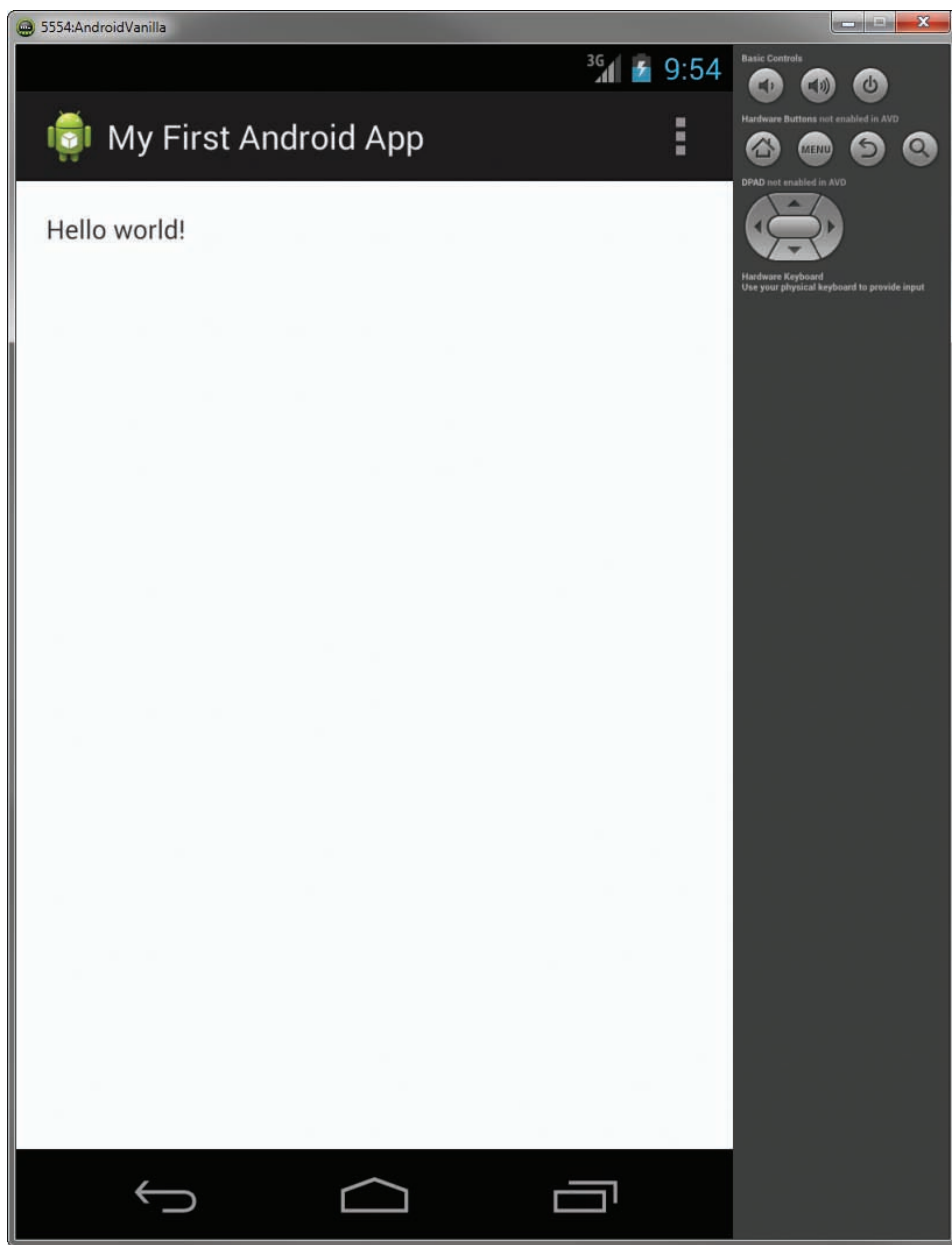 5554:AndroidVanilla
3G 9:54
My First Android App
Hello world!
Basic Controls
Hardware Buttons not enabled in AVD
MENU
DPAD not enabled in AVD
Hardware Keyboard
Use your physical keyboard to provide input